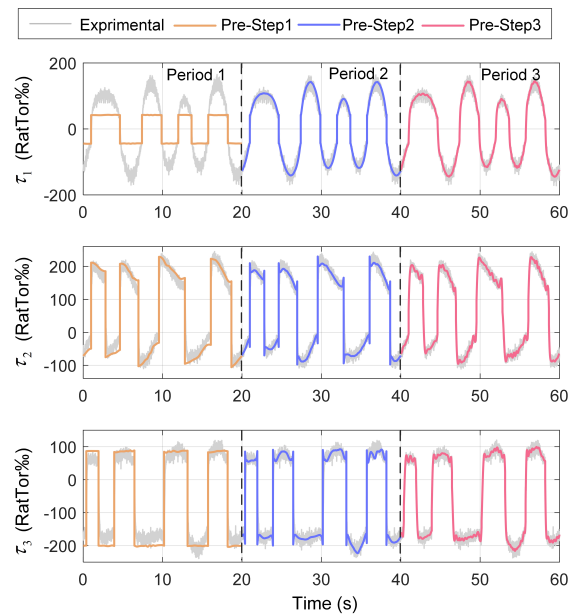 Exprimental Pre-Step1 Pre-Step2 Pre-Step3
200
0
-200
τ1 (RatTor‰)
Period 1 Period 2 Period 3
0 10 20 30 40 50 60
200
100
0
-100
τ2 (RatTor‰)
0 10 20 30 40 50 60
100
0
-100
-200
τ3 (RatTor‰)
0 10 20 30 40 50 60
Time (s)